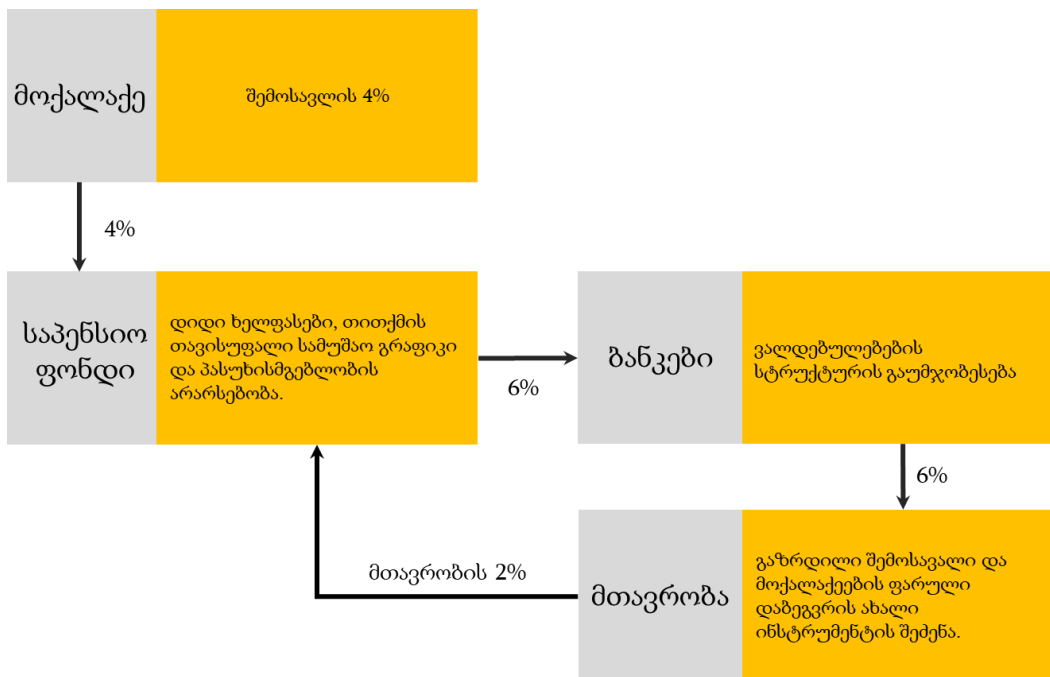 მოქალაქე
შემოსავლის 4%
4%
საპენსიო
ფონდი
დიდი ხელფასები, თითქმის
თავისუფალი სამუშაო გრაფიკი
და პასუხისმგებლობის
არარსებობა.
6%
ბანკები
ვალდებულებების
სტრუქტურის გაუმჯობესება
6%
მთავრობის 2%
მთავრობა
გაზრდილი შემოსავალი და
მოქალაქეების ფარული
დაბეგვრის ახალი
ინსტრუმენტის შეძენა.